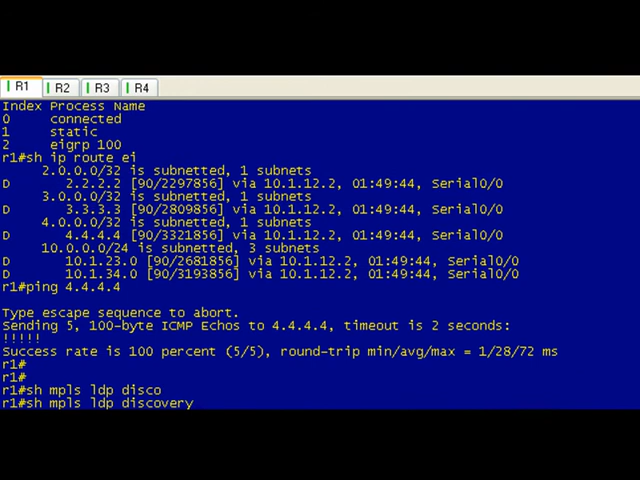 R1 R2 R3 R4
Index Process Name
0 connected
1 static
2 eigrp 100
r1#sh ip route ei
2.0.0.0/32 is subnetted, 1 subnets
D 2.2.2.2 [90/2297856] via 10.1.12.2, 01:49:44, Serial0/0
3.0.0.0/32 is subnetted, 1 subnets
D 3.3.3.3 [90/2809856] via 10.1.12.2, 01:49:44, Serial0/0
4.0.0.0/32 is subnetted, 1 subnets
D 4.4.4.4 [90/3321856] via 10.1.12.2, 01:49:44, Serial0/0
10.0.0.0/24 is subnetted, 3 subnets
D 10.1.23.0 [90/2681856] via 10.1.12.2, 01:49:44, Serial0/0
D 10.1.34.0 [90/3193856] via 10.1.12.2, 01:49:44, Serial0/0
r1#ping 4.4.4.4
Type escape sequence to abort.
Sending 5, 100-byte ICMP Echos to 4.4.4.4, timeout is 2 seconds:
!!!!!
Success rate is 100 percent (5/5), round-trip min/avg/max = 1/28/72 ms
r1#
r1#
r1#sh mpls ldp disco
r1#sh mpls ldp discovery